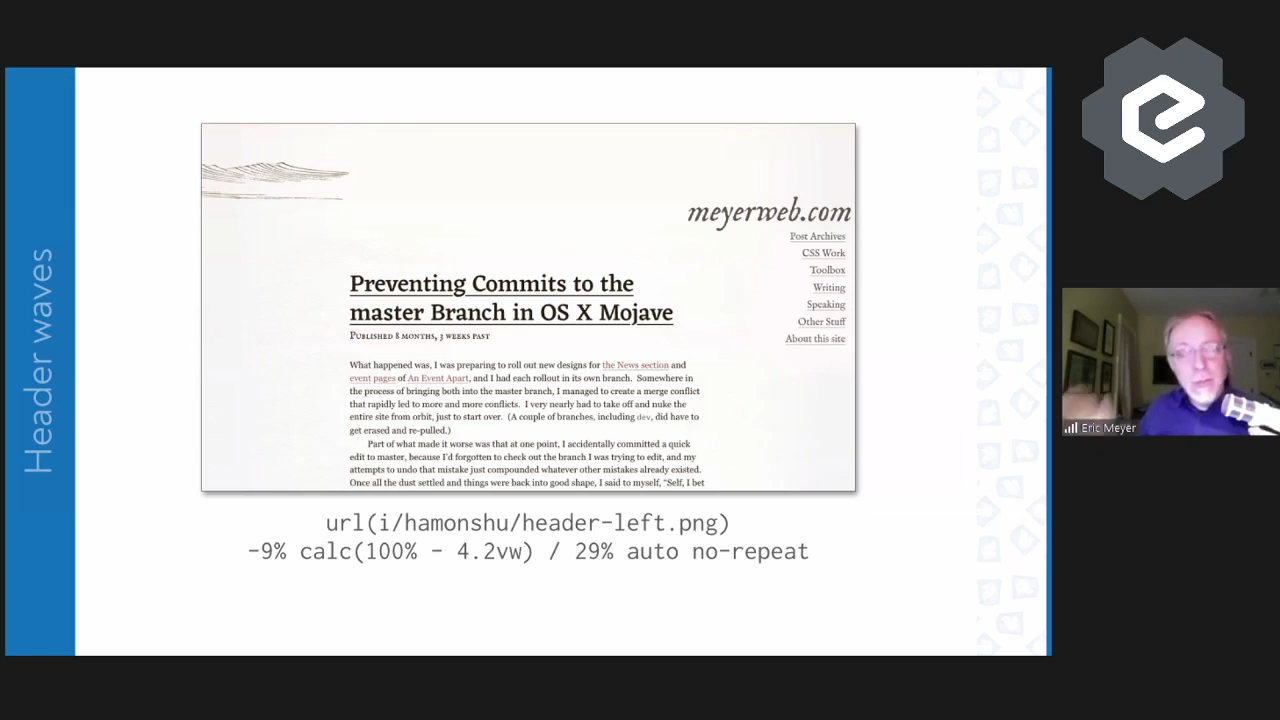 Header waves
meyerweb.com
Post Archives
CSS Work
Toolbox
Writing
Speaking
Other Stuff
About this site
Preventing Commits to the
master Branch in OS X Mojave
Published 8 months, 3 weeks past
What happened was, I was preparing to roll out new designs for the News section and
event pages of An Event Apart, and I had each rollout in its own branch. Somewhere in
the process of bringing both into the master branch, I managed to create a merge conflict
that rapidly led to more and more conflicts. I very nearly had to take off and nuke the
entire site from orbit, just to start over. (A couple of branches, including dev, did have to
get erased and re-pulled.)
Part of what made it worse was that at one point, I accidentally committed a quick
edit to master, because I'd forgotten to check out the branch I was trying to edit, and my
attempts to undo that mistake just compounded whatever other mistakes already existed.
Once all the dust settled and things were back into good shape, I said to myself, “Self, I bet
url(i/hamonshu/header-left.png)
-9% calc(100% - 4.2vw) / 29% auto no-repeat
e
Eric Meyer